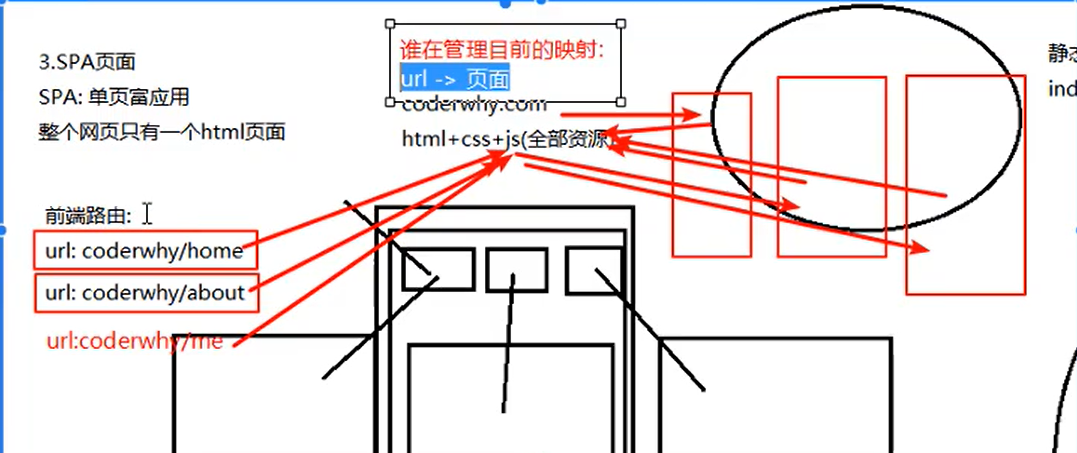 3.SPA页面
SPA: 单页富应用
整个网页只有一个html页面
谁在管理目前的映射:
url -> 页面
coderwhy.com
html+css+js(全部资源)
静态
ind
前端路由:
url: coderwhy/home
url: coderwhy/about
url:coderwhy/me